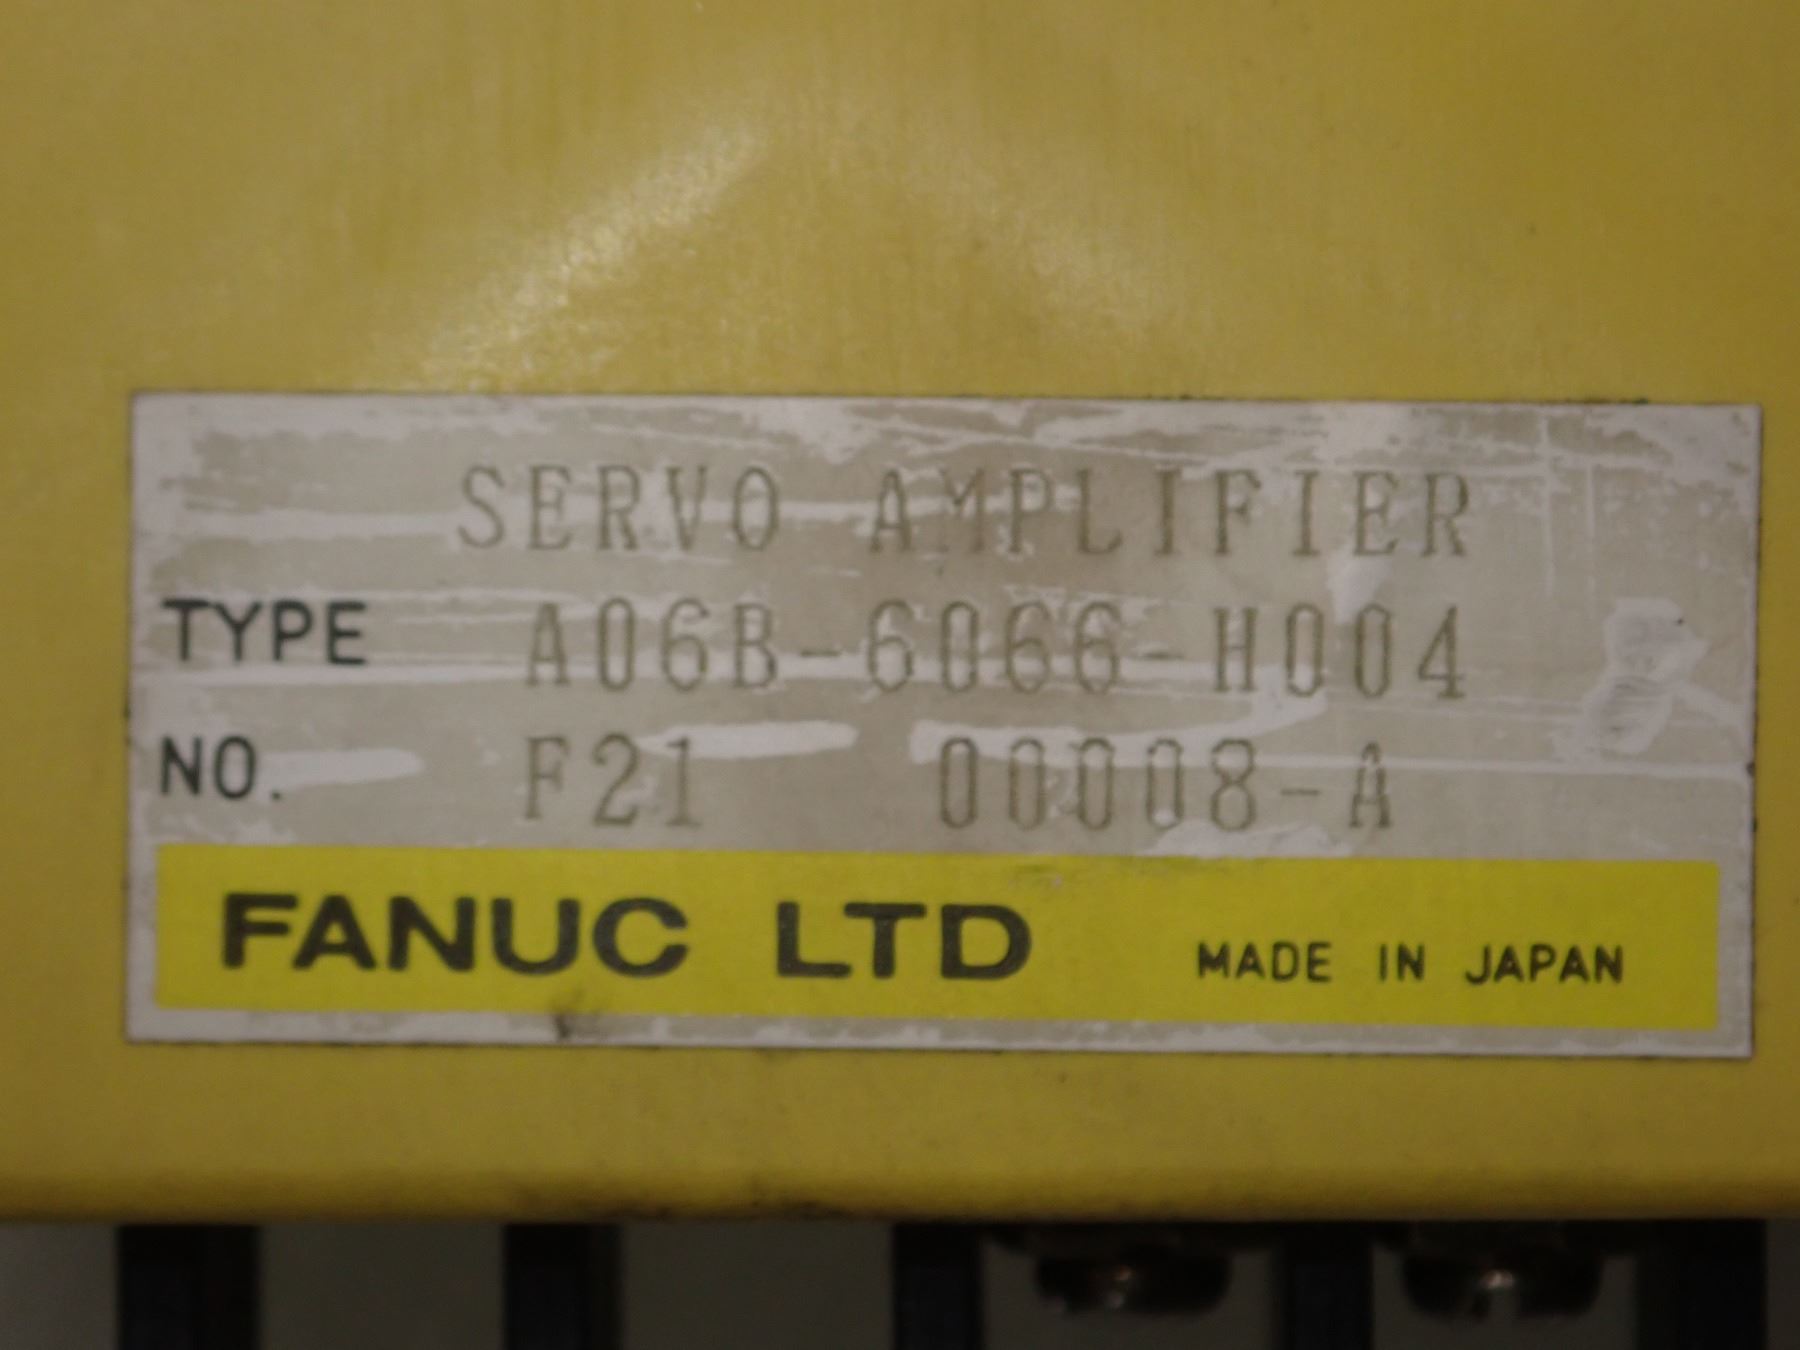 SERVO AMPLIFIER
TYPE A06B-6066-H004
NO. F21 00008-A
FANUC LTD MADE IN JAPAN